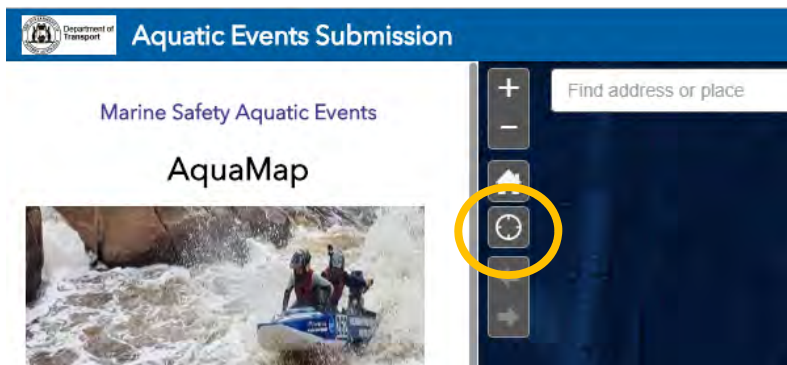 Department of
Transport
Aquatic Events Submission
Marine Safety Aquatic Events
AquaMap
+
Find address or place
−